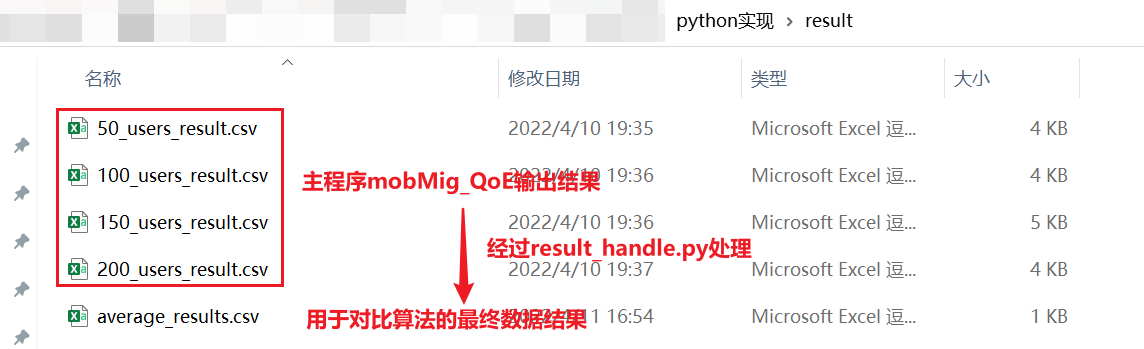 python实现 › result
名称 修改日期 类型 大小
50_users_result.csv 2022/4/10 19:35 Microsoft Excel 逗... 4 KB
100_users_result.csv 2022/4/10 19:36 Microsoft Excel 逗... 4 KB
主程序mobMig_QoE输出结果
150_users_result.csv 2022/4/10 19:36 Microsoft Excel 逗... 5 KB
经过result_handle.py处理
200_users_result.csv 2022/4/10 19:37 Microsoft Excel 逗... 4 KB
average_results.csv 11 16:54 Microsoft Excel 逗... 1 KB
用于对比算法的最终数据结果